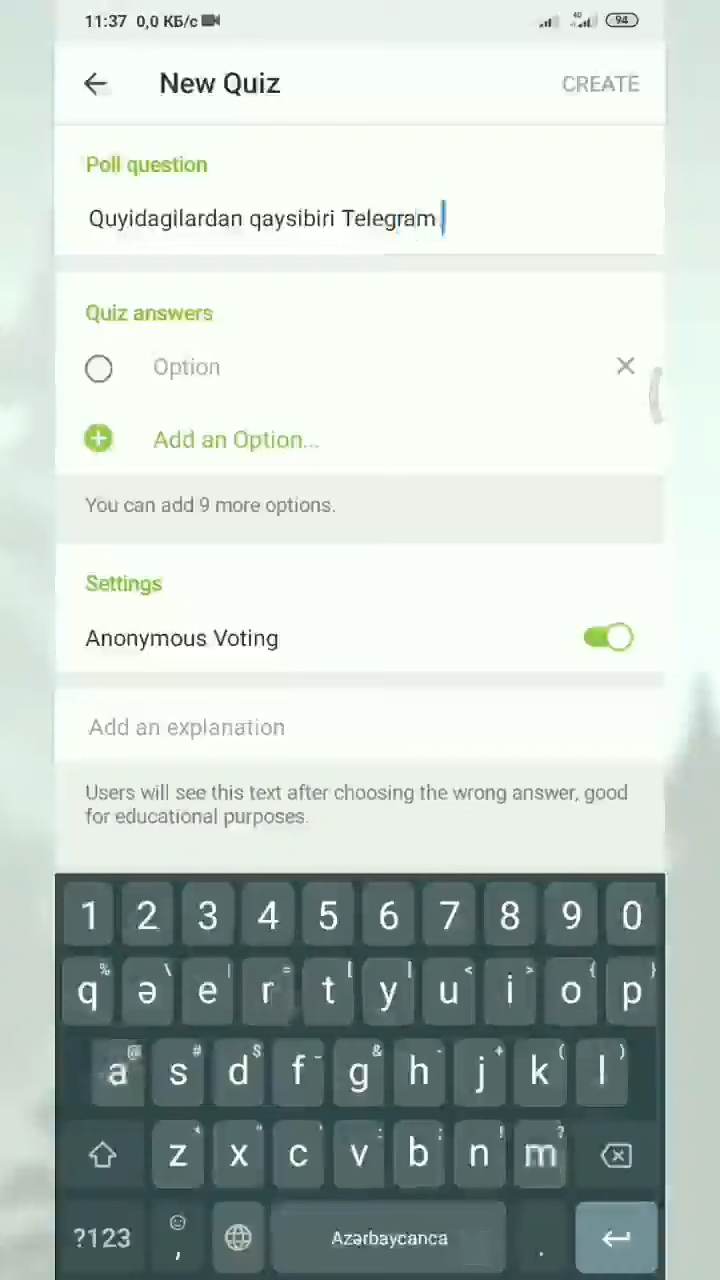 11:37 0,0 КБ/с 4G 94
New Quiz CREATE
Poll question
Quyidagilardan qaysibiri Telegram
Quiz answers
Option
Add an Option...
You can add 9 more options.
Settings
Anonymous Voting
Add an explanation
Users will see this text after choosing the wrong answer, good
for educational purposes.
1 2 3 4 5 6 7 8 9 0
q ə e r t y u i o p
a s d f g h j k l
z x c v b n m
?123 , Azərbaycanca .